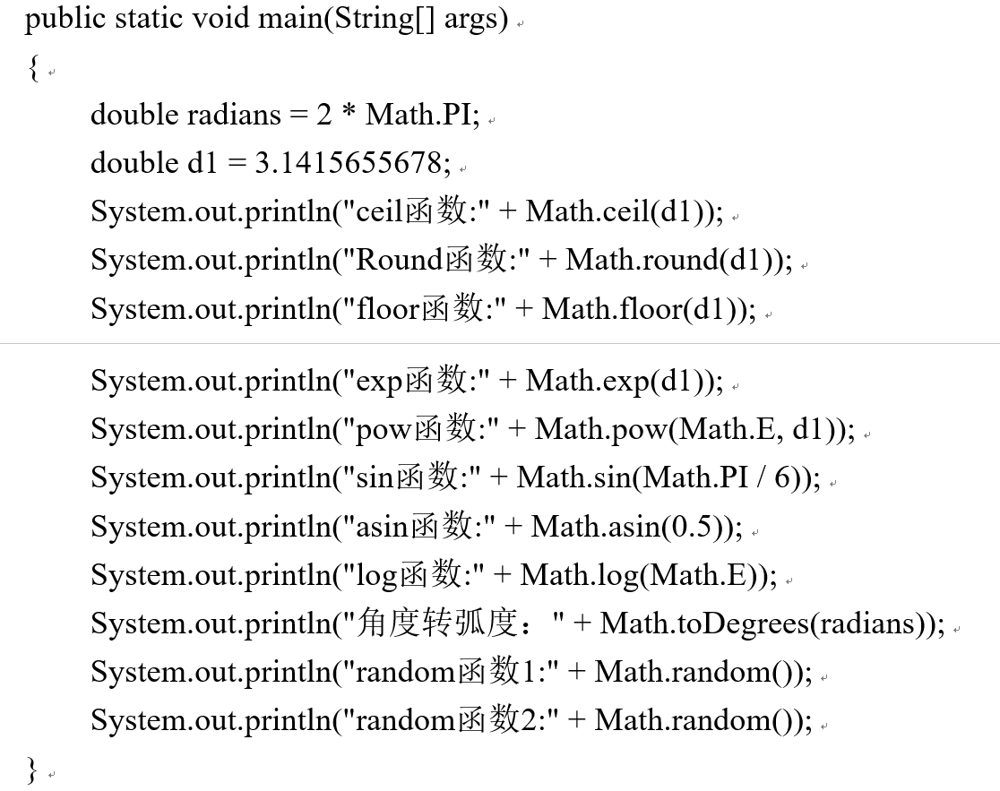 public static void main(String[] args)
{
double radians = 2 * Math.PI;
double d1 = 3.1415655678;
System.out.println("ceil函数:" + Math.ceil(d1));
System.out.println("Round函数:" + Math.round(d1));
System.out.println("floor函数:" + Math.floor(d1));
System.out.println("exp函数:" + Math.exp(d1));
System.out.println("pow函数:" + Math.pow(Math.E, d1));
System.out.println("sin函数:" + Math.sin(Math.PI / 6));
System.out.println("asin函数:" + Math.asin(0.5));
System.out.println("log函数:" + Math.log(Math.E));
System.out.println("角度转弧度：" + Math.toDegrees(radians));
System.out.println("random函数1:" + Math.random());
System.out.println("random函数2:" + Math.random());
}